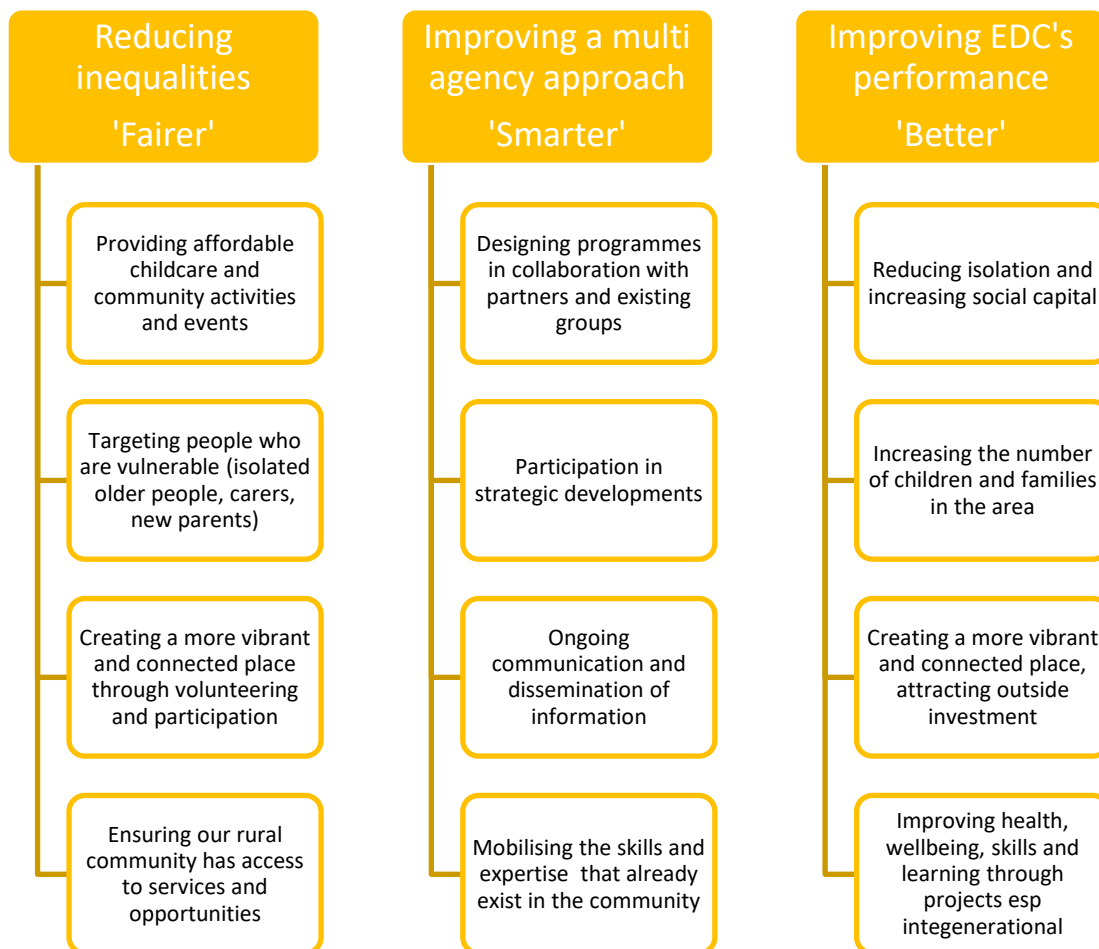 Reducing
inequalities
'Fairer'
Providing affordable
childcare and
community activities
and events
Targeting people who
are vulnerable (isolated
older people, carers,
new parents)
Creating a more vibrant
and connected place
through volunteering
and participation
Ensuring our rural
community has access
to services and
opportunities
Improving a multi
agency approach
'Smarter'
Designing programmes
in collaboration with
partners and existing
groups
Participation in
strategic developments
Ongoing
communication and
dissemination of
information
Mobilising the skills and
expertise that already
exist in the community
Improving EDC's
performance
'Better'
Reducing isolation and
increasing social capital
Increasing the number
of children and families
in the area
Creating a more vibrant
and connected place,
attracting outside
investment
Improving health,
wellbeing, skills and
learning through
projects esp
integenerational